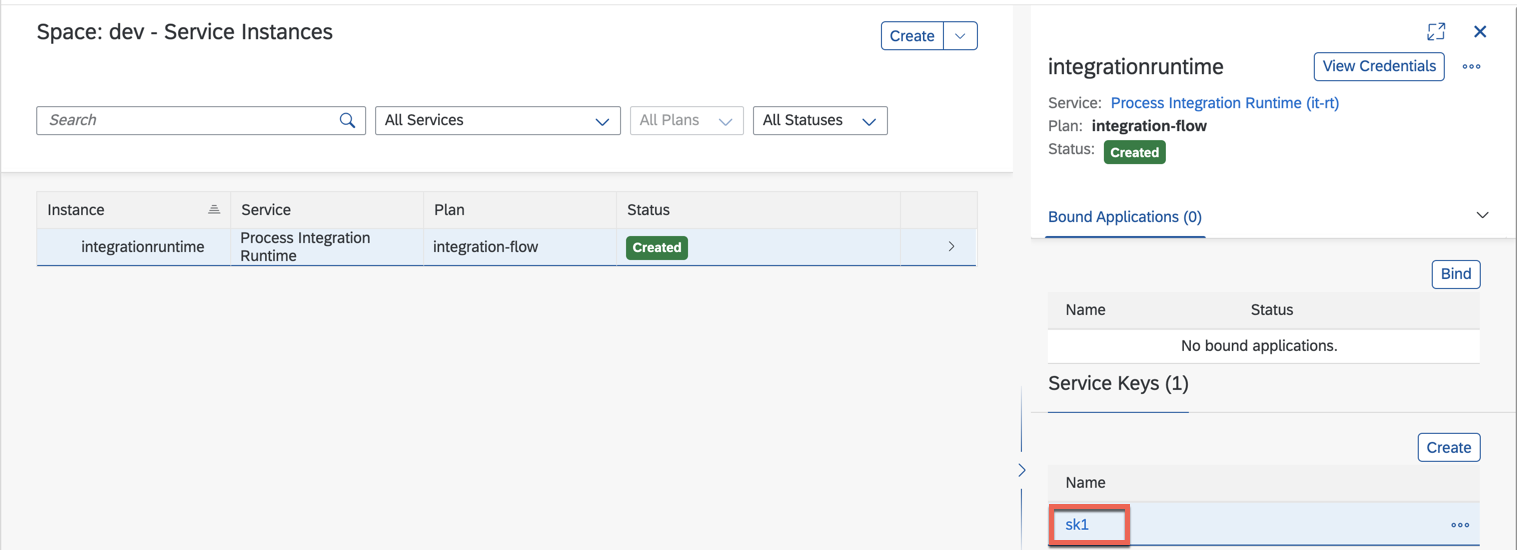 Space: dev - Service Instances
Create
Search
All Services
All Plans
All Statuses
Instance Service Plan Status
integrationruntime Process Integration Runtime integration-flow Created
integrationruntime
View Credentials
Service: Process Integration Runtime (it-rt)
Plan: integration-flow
Status: Created
Bound Applications (0)
Bind
Name Status
No bound applications.
Service Keys (1)
Create
Name
sk1